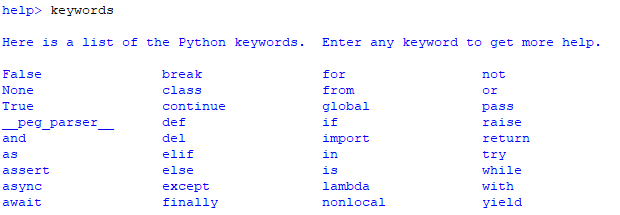 help> keywords
Here is a list of the Python keywords.  Enter any keyword to get more help.
False               break               for                 not
None                class               from                or
True                continue            global              pass
__peg_parser__      def                 if                  raise
and                 del                 import              return
as                  elif                in                  try
assert              else                is                  while
async               except              lambda              with
await               finally             nonlocal            yield